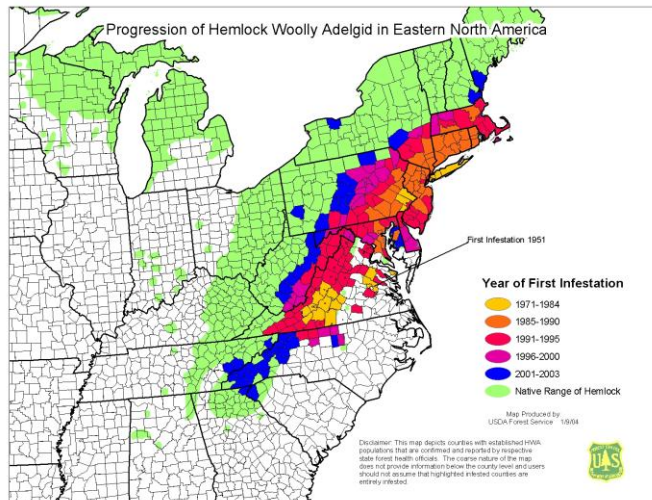 Progression of Hemlock Woolly Adelgid in Eastern North America
First Infestation 1951
Year of First Infestation
1971-1984
1985-1990
1991-1995
1996-2000
2001-2003
Native Range of Hemlock
Map Produced by
USDA Forest Service 1/9/04
Disclaimer: This map depicts counties with established HWA
populations that are confirmed and reported by respective
state forest health officials. The coarse nature of the map
does not provide information below the county level and users
should not assume that highlighted infested counties are
entirely infested.
U S